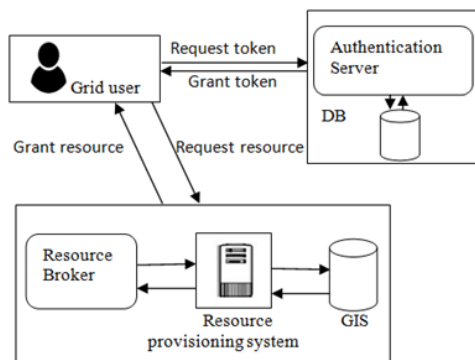 Request token
Grant token
Grid user
Authentication
Server
DB
Grant resource
Request resource
Resource
Broker
Resource
provisioning system
GIS